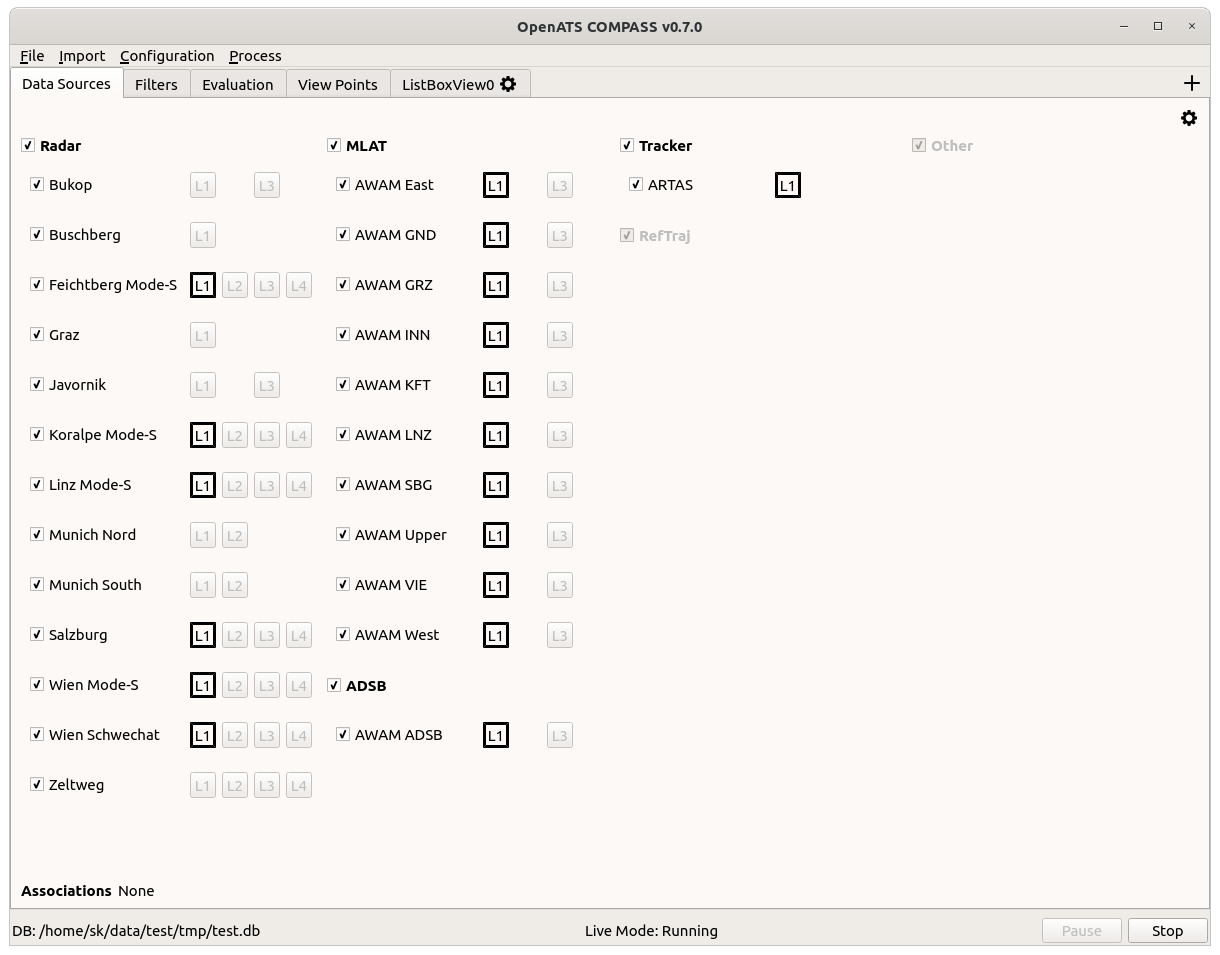 OpenATS COMPASS v0.7.0
File Import Configuration Process
Data Sources Filters Evaluation View Points ListBoxView0
Radar MLAT Tracker Other
Bukop L1 L3 AWAM East L1 L3 ARTAS L1
Buschberg L1 AWAM GND L1 L3 RefTraj
Feichtberg Mode-S L1 L2 L3 L4 AWAM GRZ L1 L3
Graz L1 AWAM INN L1 L3
Javornik L1 L3 AWAM KFT L1 L3
Koralpe Mode-S L1 L2 L3 L4 AWAM LNZ L1 L3
Linz Mode-S L1 L2 L3 L4 AWAM SBG L1 L3
Munich Nord L1 L2 AWAM Upper L1 L3
Munich South L1 L2 AWAM VIE L1 L3
Salzburg L1 L2 L3 L4 AWAM West L1 L3
Wien Mode-S L1 L2 L3 L4 ADSB
Wien Schwechat L1 L2 L3 L4 AWAM ADSB L1 L3
Zeltweg L1 L2 L3 L4
Associations None
DB: /home/sk/data/test/tmp/test.db Live Mode: Running Pause Stop